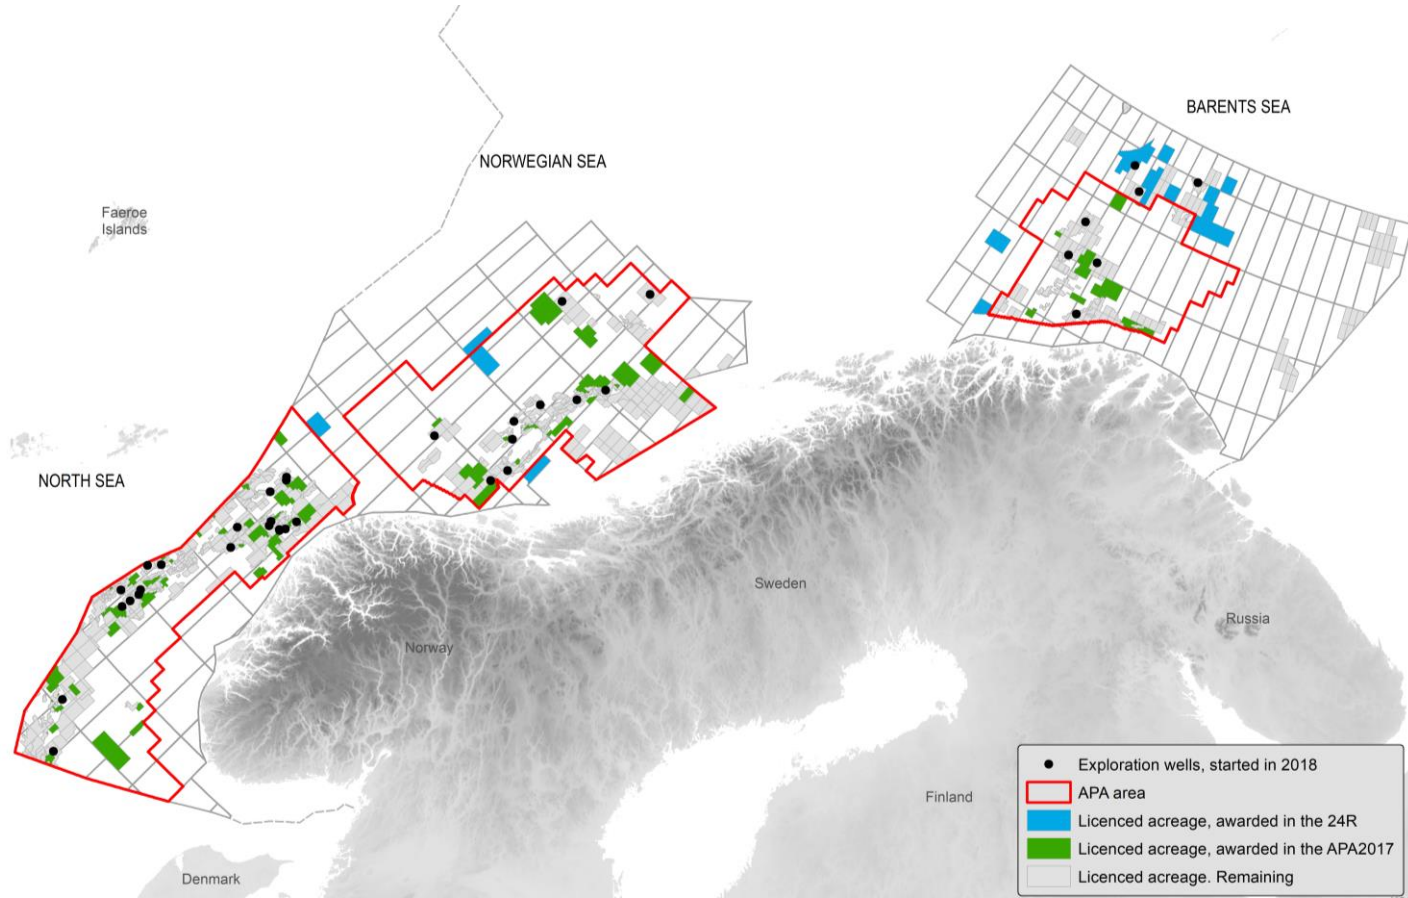 BARENTS SEA
NORWEGIAN SEA
Faeroe
Islands
NORTH SEA
Sweden
Russia
Norway
Exploration wells, started in 2018
APA area
Finland
Licenced acreage, awarded in the 24R
Licenced acreage, awarded in the APA2017
Licenced acreage. Remaining
Denmark